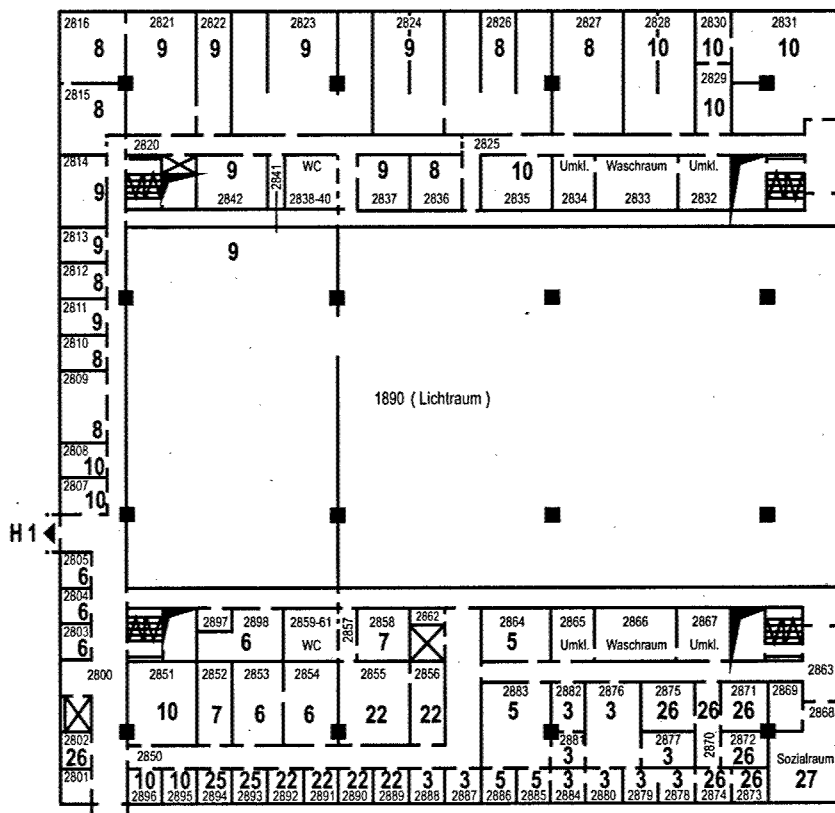 2816 2821 2822 2823 2824 2826 2827 2828 2830 2831
8 9 9 9 9 8 8 10 10 10
2815 2829
8 10
2820 2825
2814 9 2841 WC 9 8 10 Umkl. Waschraum Umkl.
9 2842 2838-40 2837 2836 2835 2834 2833 2832
2813
9 9
2812
8
2811
9
2810
8
2809
1890 ( Lichtraum )
8
2808
10
2807
10
H1
2805
6
2804
6
2803
6
2897 2898 2859-61 2857 2858 2862 2864 2865 2866 2867
6 WC 7 5 Umkl. Waschraum Umkl.
2800 2851 2852 2853 2854 2855 2856 2863
2883 2882 2876 2875 2871 2869
10 7 6 6 22 22 5 3 3 26 26 26 2868
2802 2881 2877 2870 2872
26 2850 3 3 26 Sozialraum
2801 10 10 25 25 22 22 22 22 3 3 5 5 3 3 3 3 26 26 27
2896 2895 2894 2893 2892 2891 2890 2889 2888 2887 2886 2885 2884 2880 2879 2878 2874 2873